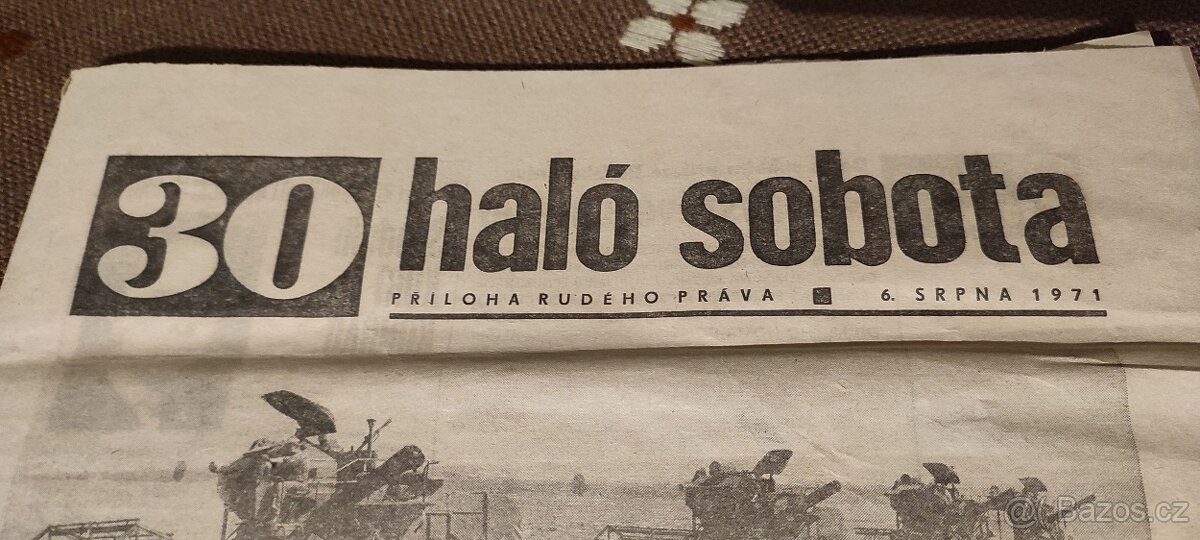 30 haló sobota
PŘÍLOHA RUDÉHO PRÁVA ■ 6. SRPNA 1971
@ Bazos.cz